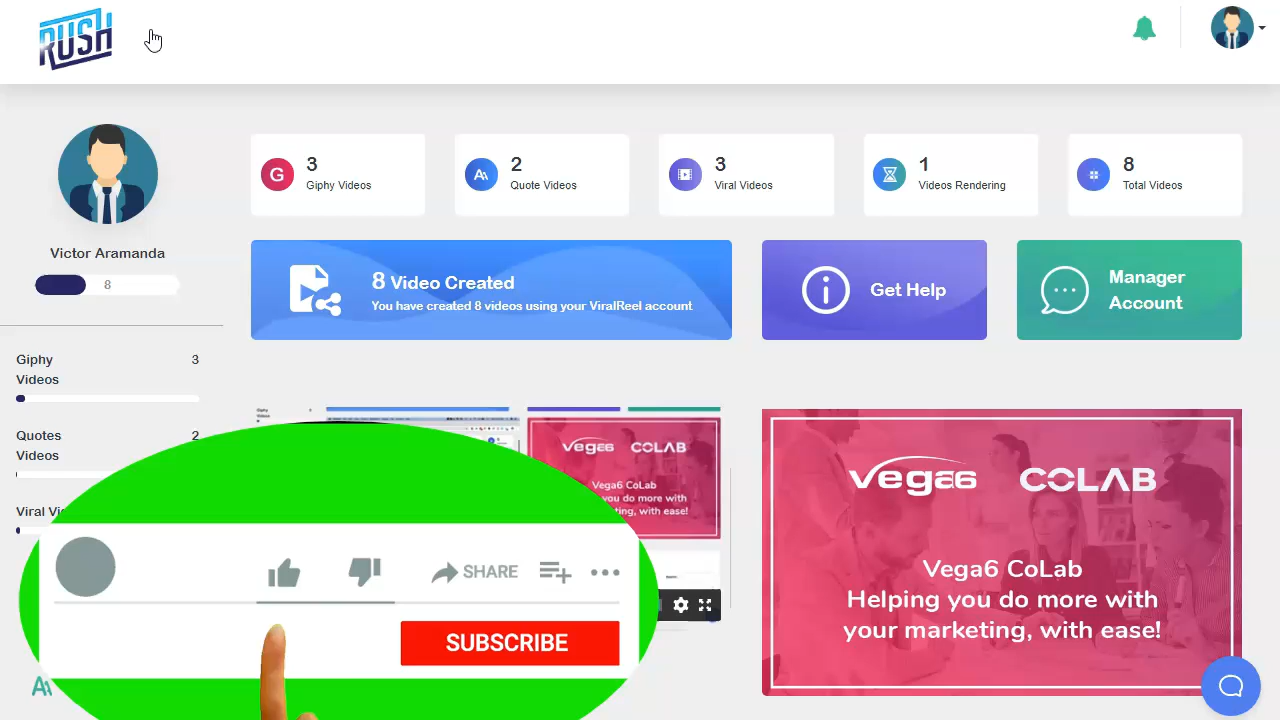 RUSH
3
Giphy Videos
2
Quote Videos
3
Viral Videos
1
Videos Rendering
8
Total Videos
Victor Aramanda
8
8 Video Created
You have created 8 videos using your ViralReel account
Get Help
Manager
Account
Giphy
Videos
3
Quotes
Videos
2
Viral
vega6 COLAB
Vega6 CoLab
you do more with
ting, with ease!
SHARE
SUBSCRIBE
vega6 COLAB
Vega6 CoLab
Helping you do more with
your marketing, with ease!